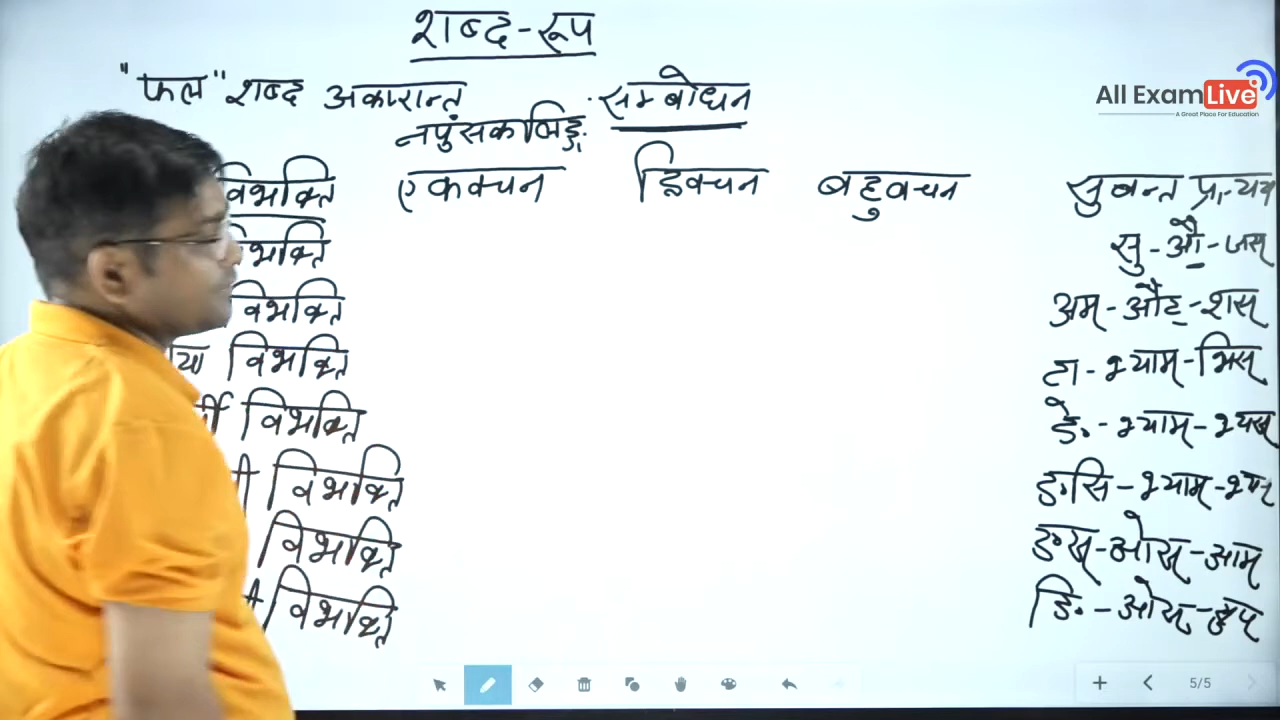 शब्द-रूप
"फल" शब्द अकारान्त सम्बोधन
नपुंसकलिङ्ग
All Exam Live
A Great Place For Education
विभक्ति एकवचन द्विवचन बहुवचन सुबन्त प्रत्यय
विभक्ति सु - औ - जस्
विभक्ति अम् - औट् - शस्
विभक्ति टा - भ्याम् - भिस्
विभक्ति ङे - भ्याम् - भ्यस्
विभक्ति ङसि - भ्याम् - भ्यस्
विभक्ति ङस् - ओस् - आम्
विभक्ति ङि - ओस् - सुप्
5/5